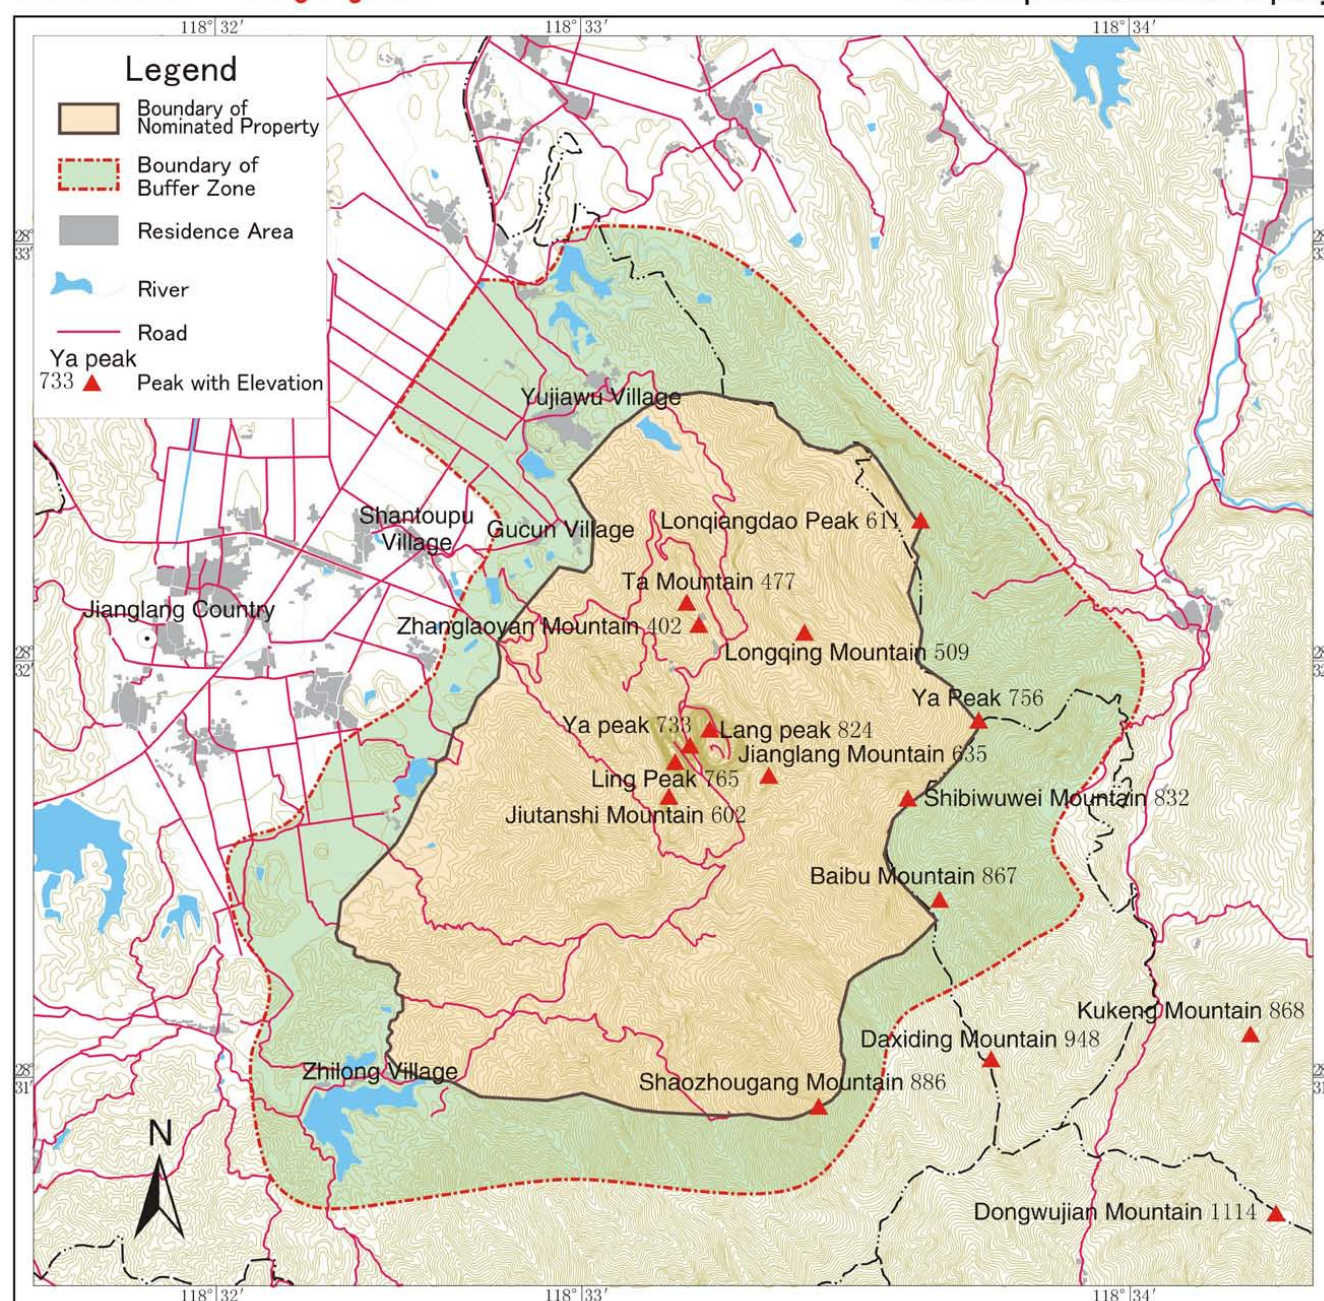 118° 32′
118° 33′
118° 34′
Legend
Boundary of
Nominated Property
Boundary of
Buffer Zone
Residence Area
River
Road
Ya peak
733
Peak with Elevation
Yujiawu Village
Shantoupu
Village
Gucun Village
Lonqiangdao Peak 611
Ta Mountain 477
Jianglang Country
Zhanglaoyan Mountain 402
Longqing Mountain 509
Ya Peak 756
Ya peak 733
Lang peak 824
Jianglang Mountain 635
Ling Peak 765
Shibiwuwei Mountain 832
Jiutanshi Mountain 602
Baibu Mountain 867
Kukeng Mountain 868
Daxiding Mountain 948
Zhilong Village
Shaozhougang Mountain 886
N
Dongwujian Mountain 1114
118° 32′
118° 33′
118° 34′